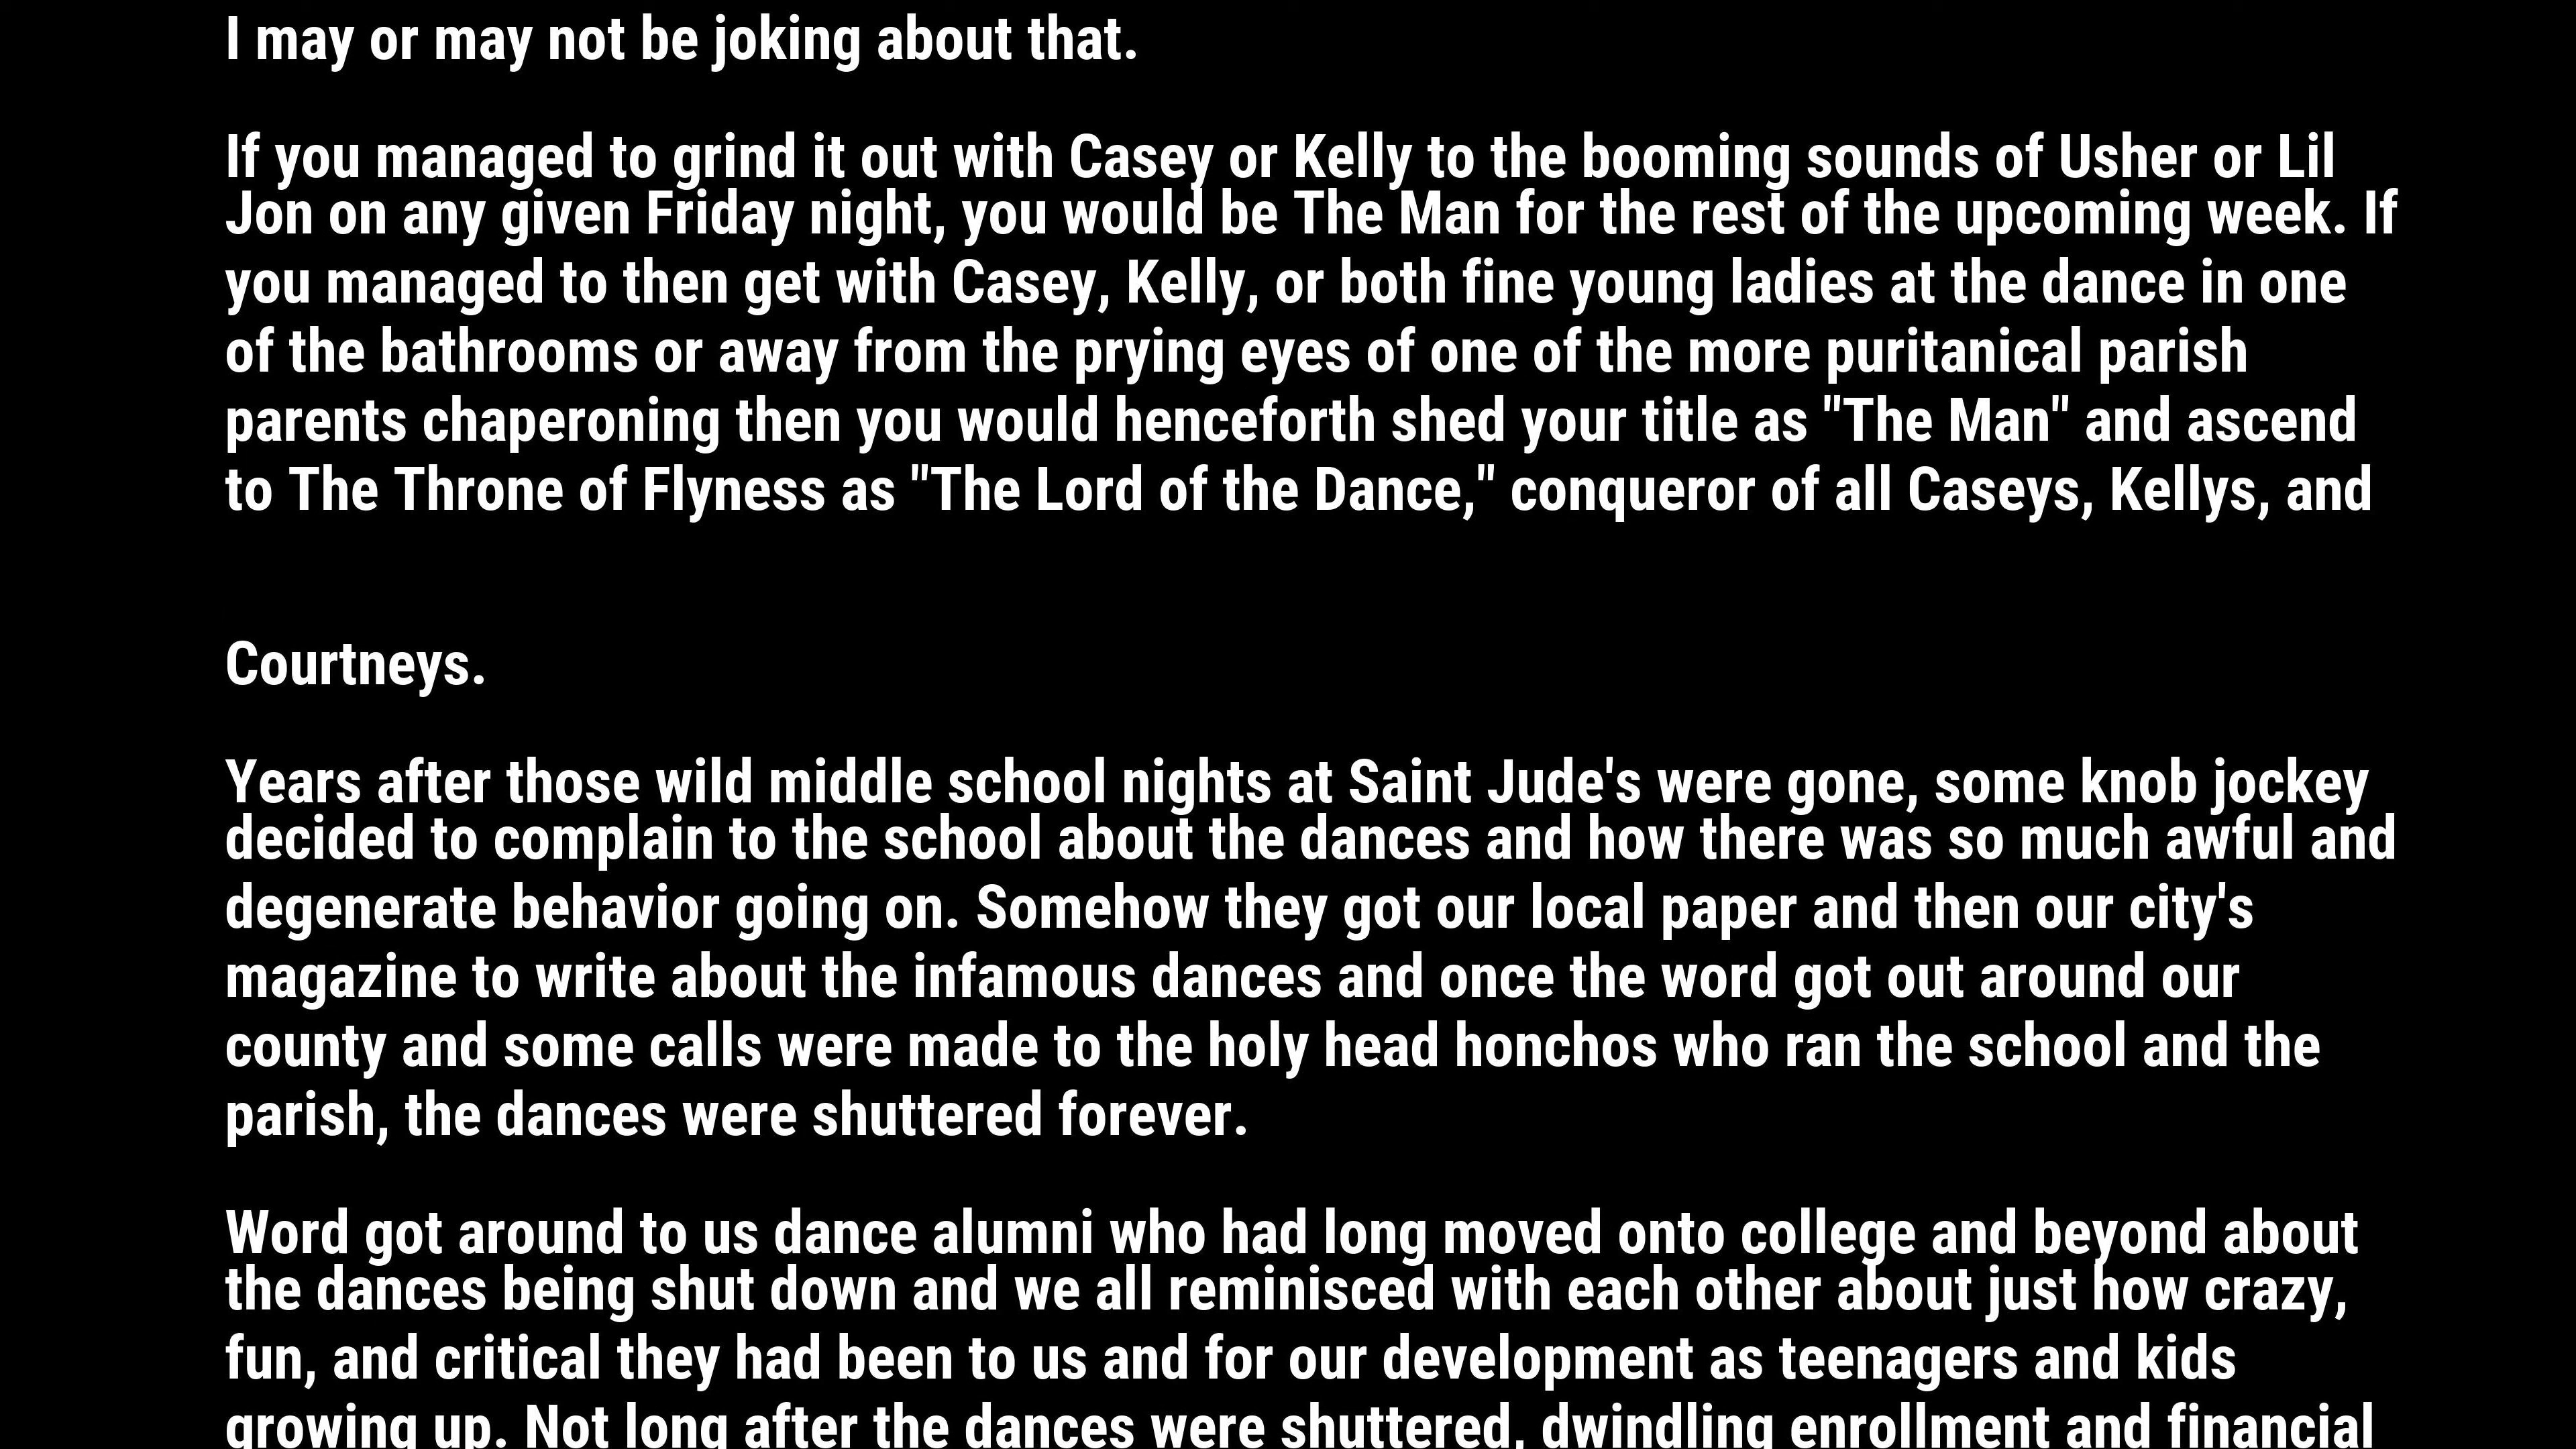 I may or may not be joking about that.
If you managed to grind it out with Casey or Kelly to the booming sounds of Usher or Lil
Jon on any given Friday night, you would be The Man for the rest of the upcoming week. If
you managed to then get with Casey, Kelly, or both fine young ladies at the dance in one
of the bathrooms or away from the prying eyes of one of the more puritanical parish
parents chaperoning then you would henceforth shed your title as "The Man" and ascend
to The Throne of Flyness as "The Lord of the Dance," conqueror of all Caseys, Kellys, and
Courtneys.
Years after those wild middle school nights at Saint Jude's were gone, some knob jockey
decided to complain to the school about the dances and how there was so much awful and
degenerate behavior going on. Somehow they got our local paper and then our city's
magazine to write about the infamous dances and once the word got out around our
county and some calls were made to the holy head honchos who ran the school and the
parish, the dances were shuttered forever.
Word got around to us dance alumni who had long moved onto college and beyond about
the dances being shut down and we all reminisced with each other about just how crazy,
fun, and critical they had been to us and for our development as teenagers and kids
growing up. Not long after the dances were shuttered, dwindling enrollment and financial